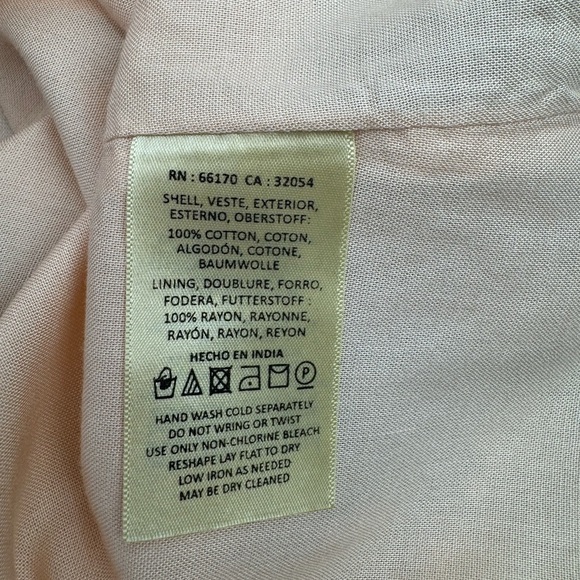 RN : 66170 CA : 32054
SHELL, VESTE, EXTERIOR,
ESTERNO, OBERSTOFF:
100% COTTON, COTON,
ALGODÓN, COTONE,
BAUMWOLLE
LINING, DOUBLURE, FORRO,
FODERA, FUTTERSTOFF :
100% RAYON, RAYONNE,
RAYÓN, RAYON, REYON
HECHO EN INDIA
P
HAND WASH COLD SEPARATELY
DO NOT WRING OR TWIST
USE ONLY NON-CHLORINE BLEACH
RESHAPE LAY FLAT TO DRY
LOW IRON AS NEEDED
MAY BE DRY CLEANED